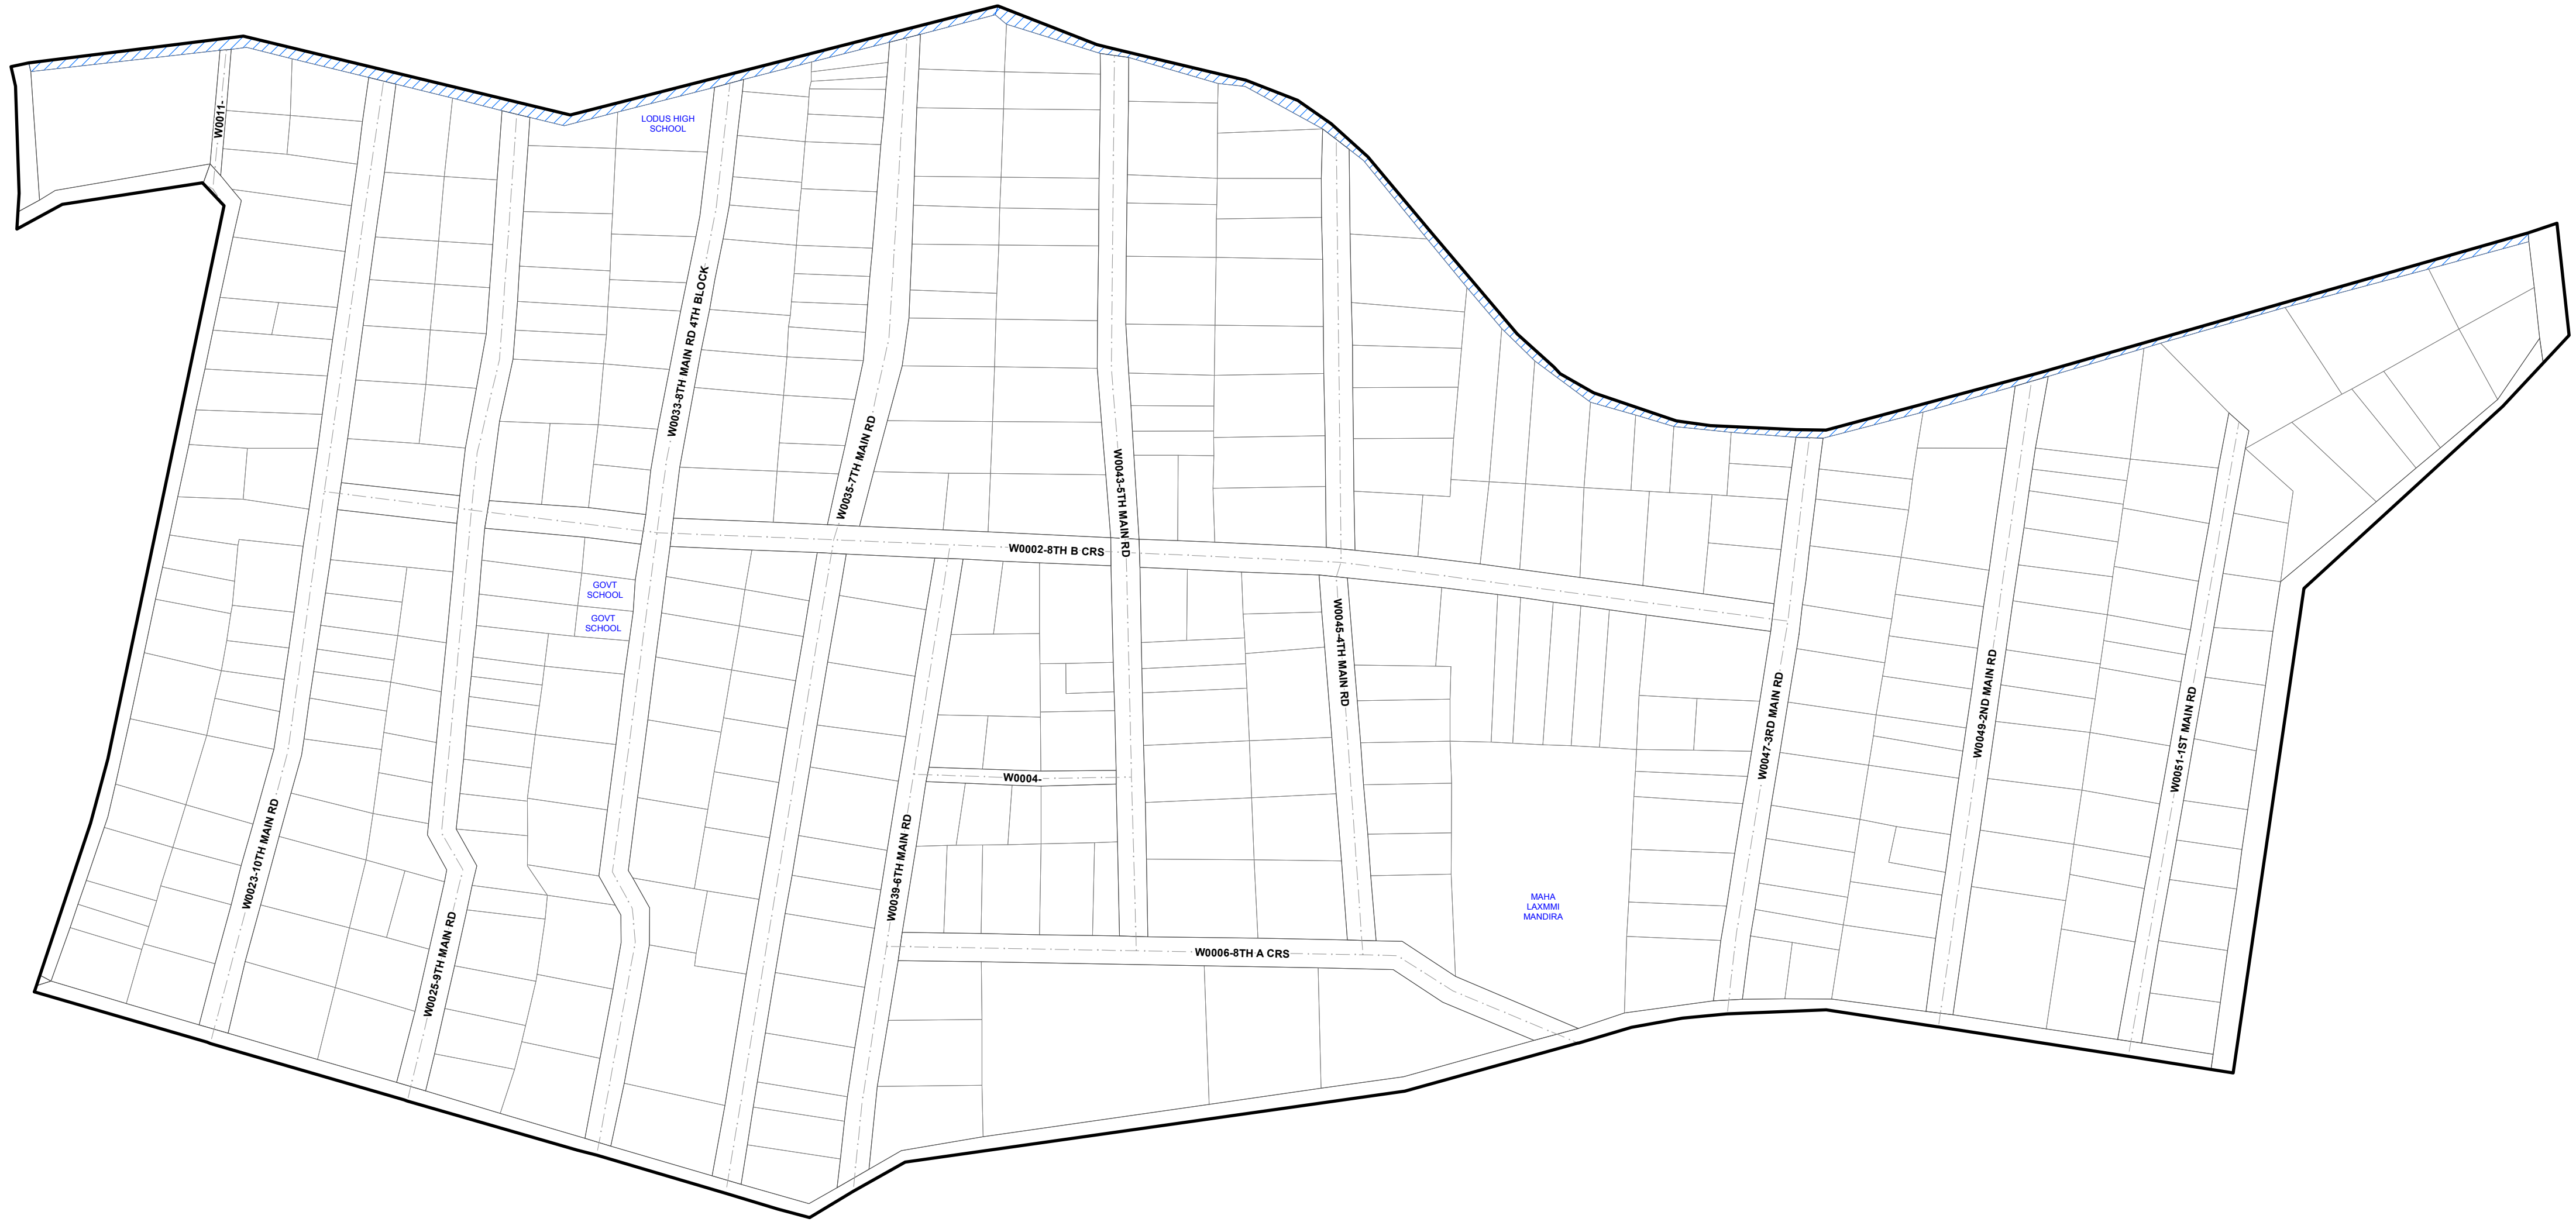 W0011-
LODUS HIGH
SCHOOL
W0033-8TH MAIN RD 4TH BLOCK
W0035-7TH MAIN RD
W0043-5TH MAIN RD
W0002-8TH B CRS
GOVT
SCHOOL
GOVT
SCHOOL
W0045-4TH MAIN RD
W0047-3RD MAIN RD
W0049-2ND MAIN RD
W0051-1ST MAIN RD
W0004-
W0023-10TH MAIN RD
W0025-9TH MAIN RD
W0039-6TH MAIN RD
MAHA
LAXMMI
MANDIRA
W0006-8TH A CRS